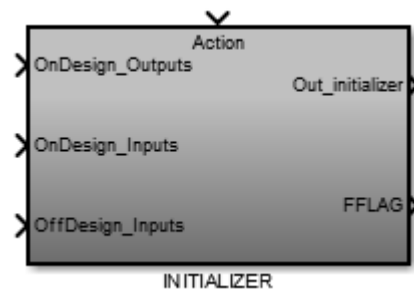 Action
OnDesign_Outputs
Out_initializer
OnDesign_Inputs
FFLAG
OffDesign_Inputs
INITIALIZER